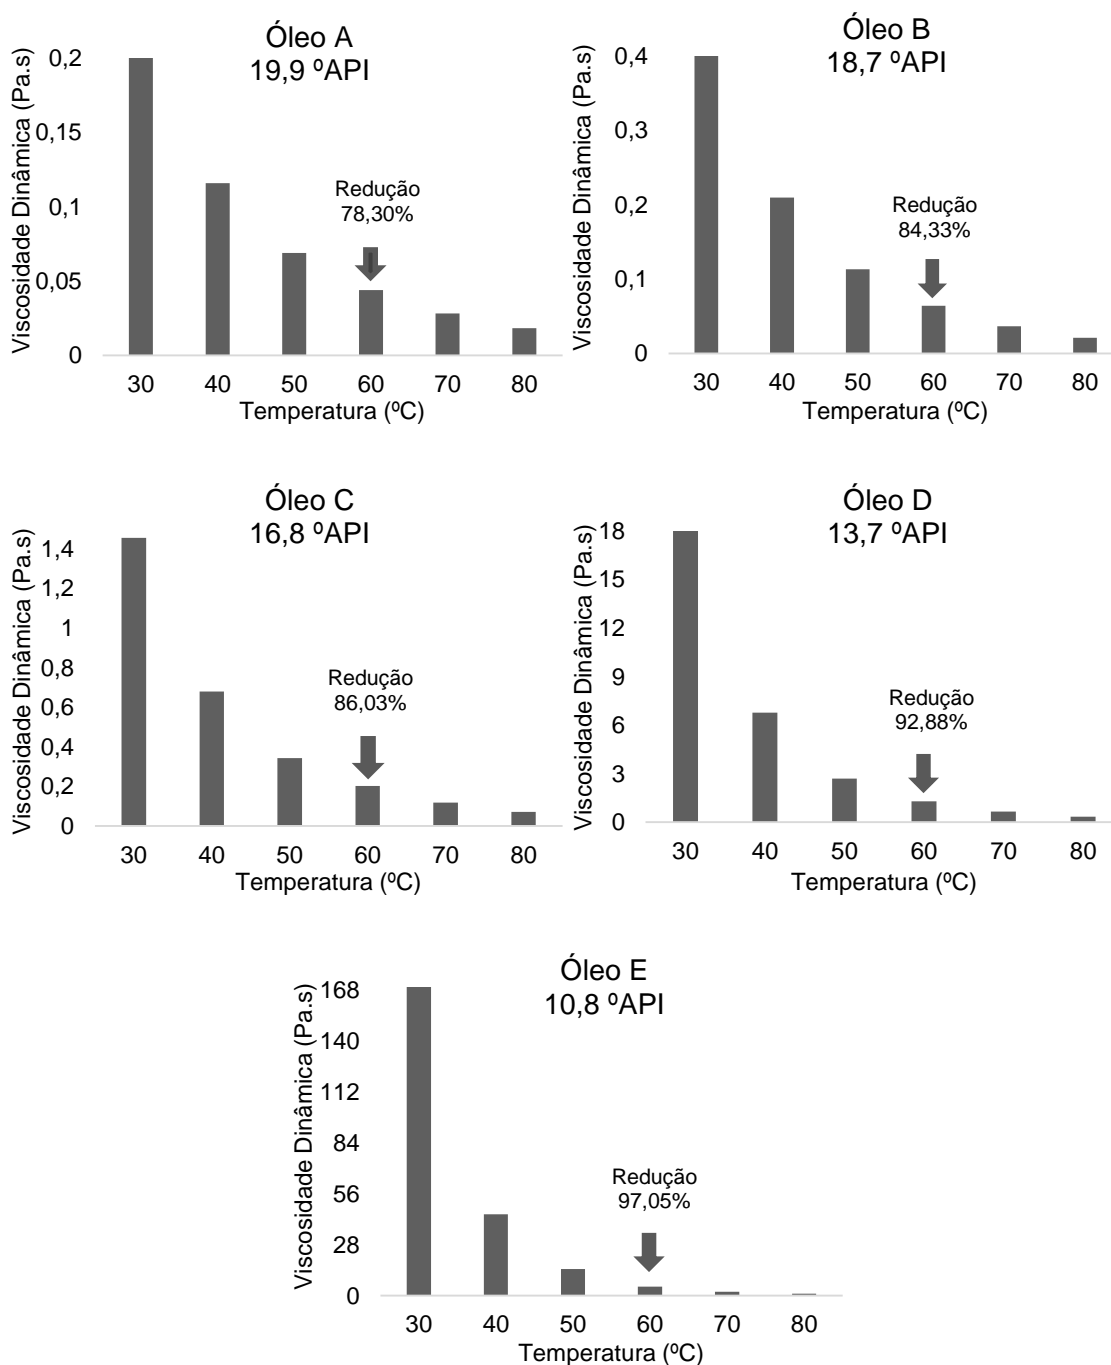 Óleo A
19,9 ºAPI
Viscosidade Dinâmica (Pa.s)
0,2
0,15
0,1
0,05
0
Redução
78,30%
30 40 50 60 70 80
Temperatura (ºC)
Óleo B
18,7 ºAPI
Viscosidade Dinâmica (Pa.s)
0,4
0,3
0,2
0,1
0
Redução
84,33%
30 40 50 60 70 80
Temperatura (ºC)
Óleo C
16,8 ºAPI
Viscosidade Dinâmica (Pa.s)
1,4
1,2
1
0,8
0,6
0,4
0,2
0
Redução
86,03%
30 40 50 60 70 80
Temperatura (ºC)
Óleo D
13,7 ºAPI
Viscosidade Dinâmica (Pa.s)
18
15
12
9
6
3
0
Redução
92,88%
30 40 50 60 70 80
Temperatura (ºC)
Óleo E
10,8 ºAPI
Viscosidade Dinâmica (Pa.s)
168
140
112
84
56
28
0
Redução
97,05%
30 40 50 60 70 80
Temperatura (ºC)